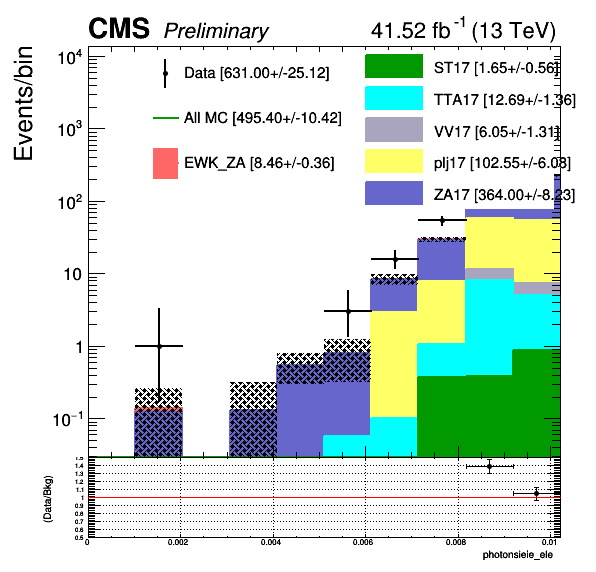 CMS Preliminary 41.52 fb⁻¹ (13 TeV)
Events/bin
10⁴
10³
10²
10
1
10⁻¹
Data [631.00+/-25.12]
All MC [495.40+/-10.42]
EWK_ZA [8.46+/-0.36]
ST17 [1.65+/-0.56]
TTA17 [12.69+/-1.36]
VV17 [6.05+/-1.31]
plj17 [102.55+/-6.08]
ZA17 [364.00+/-8.23]
(Data/Bkg)
1.5
1.4
1.3
1.2
1.1
1
0.9
0.8
0.7
0.6
0.5
0 0.002 0.004 0.006 0.008 0.01
photonsieie_ele